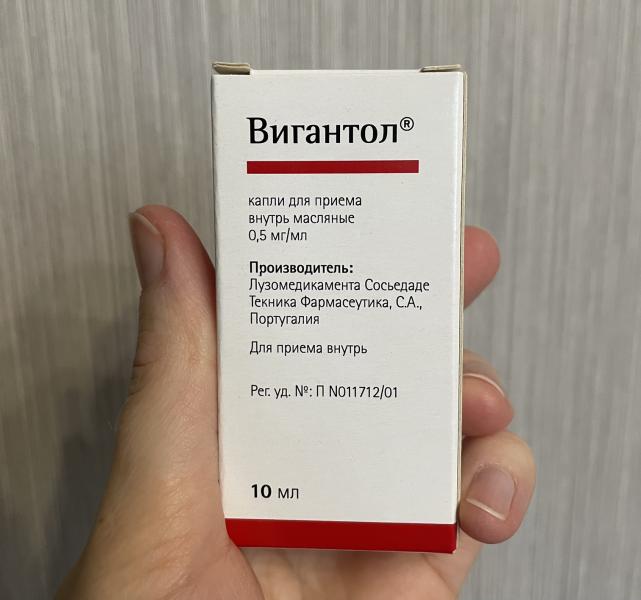 Вигантол®
капли для приема
внутрь масляные
0,5 мг/мл
Производитель:
Лузомедикамента Сосьедаде
Текника Фармасеутика, С.А.,
Португалия
Для приема внутрь
Рег. уд. №: П N011712/01
10 мл